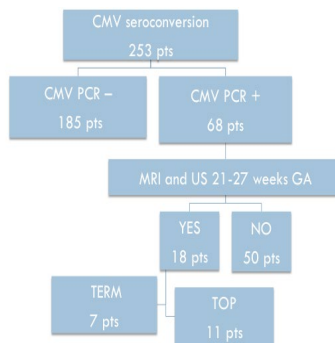 CMV seroconversion
253 pts
CMV PCR –
185 pts
CMV PCR +
68 pts
MRI and US 21-27 weeks GA
YES
18 pts
NO
50 pts
TERM
7 pts
TOP
11 pts